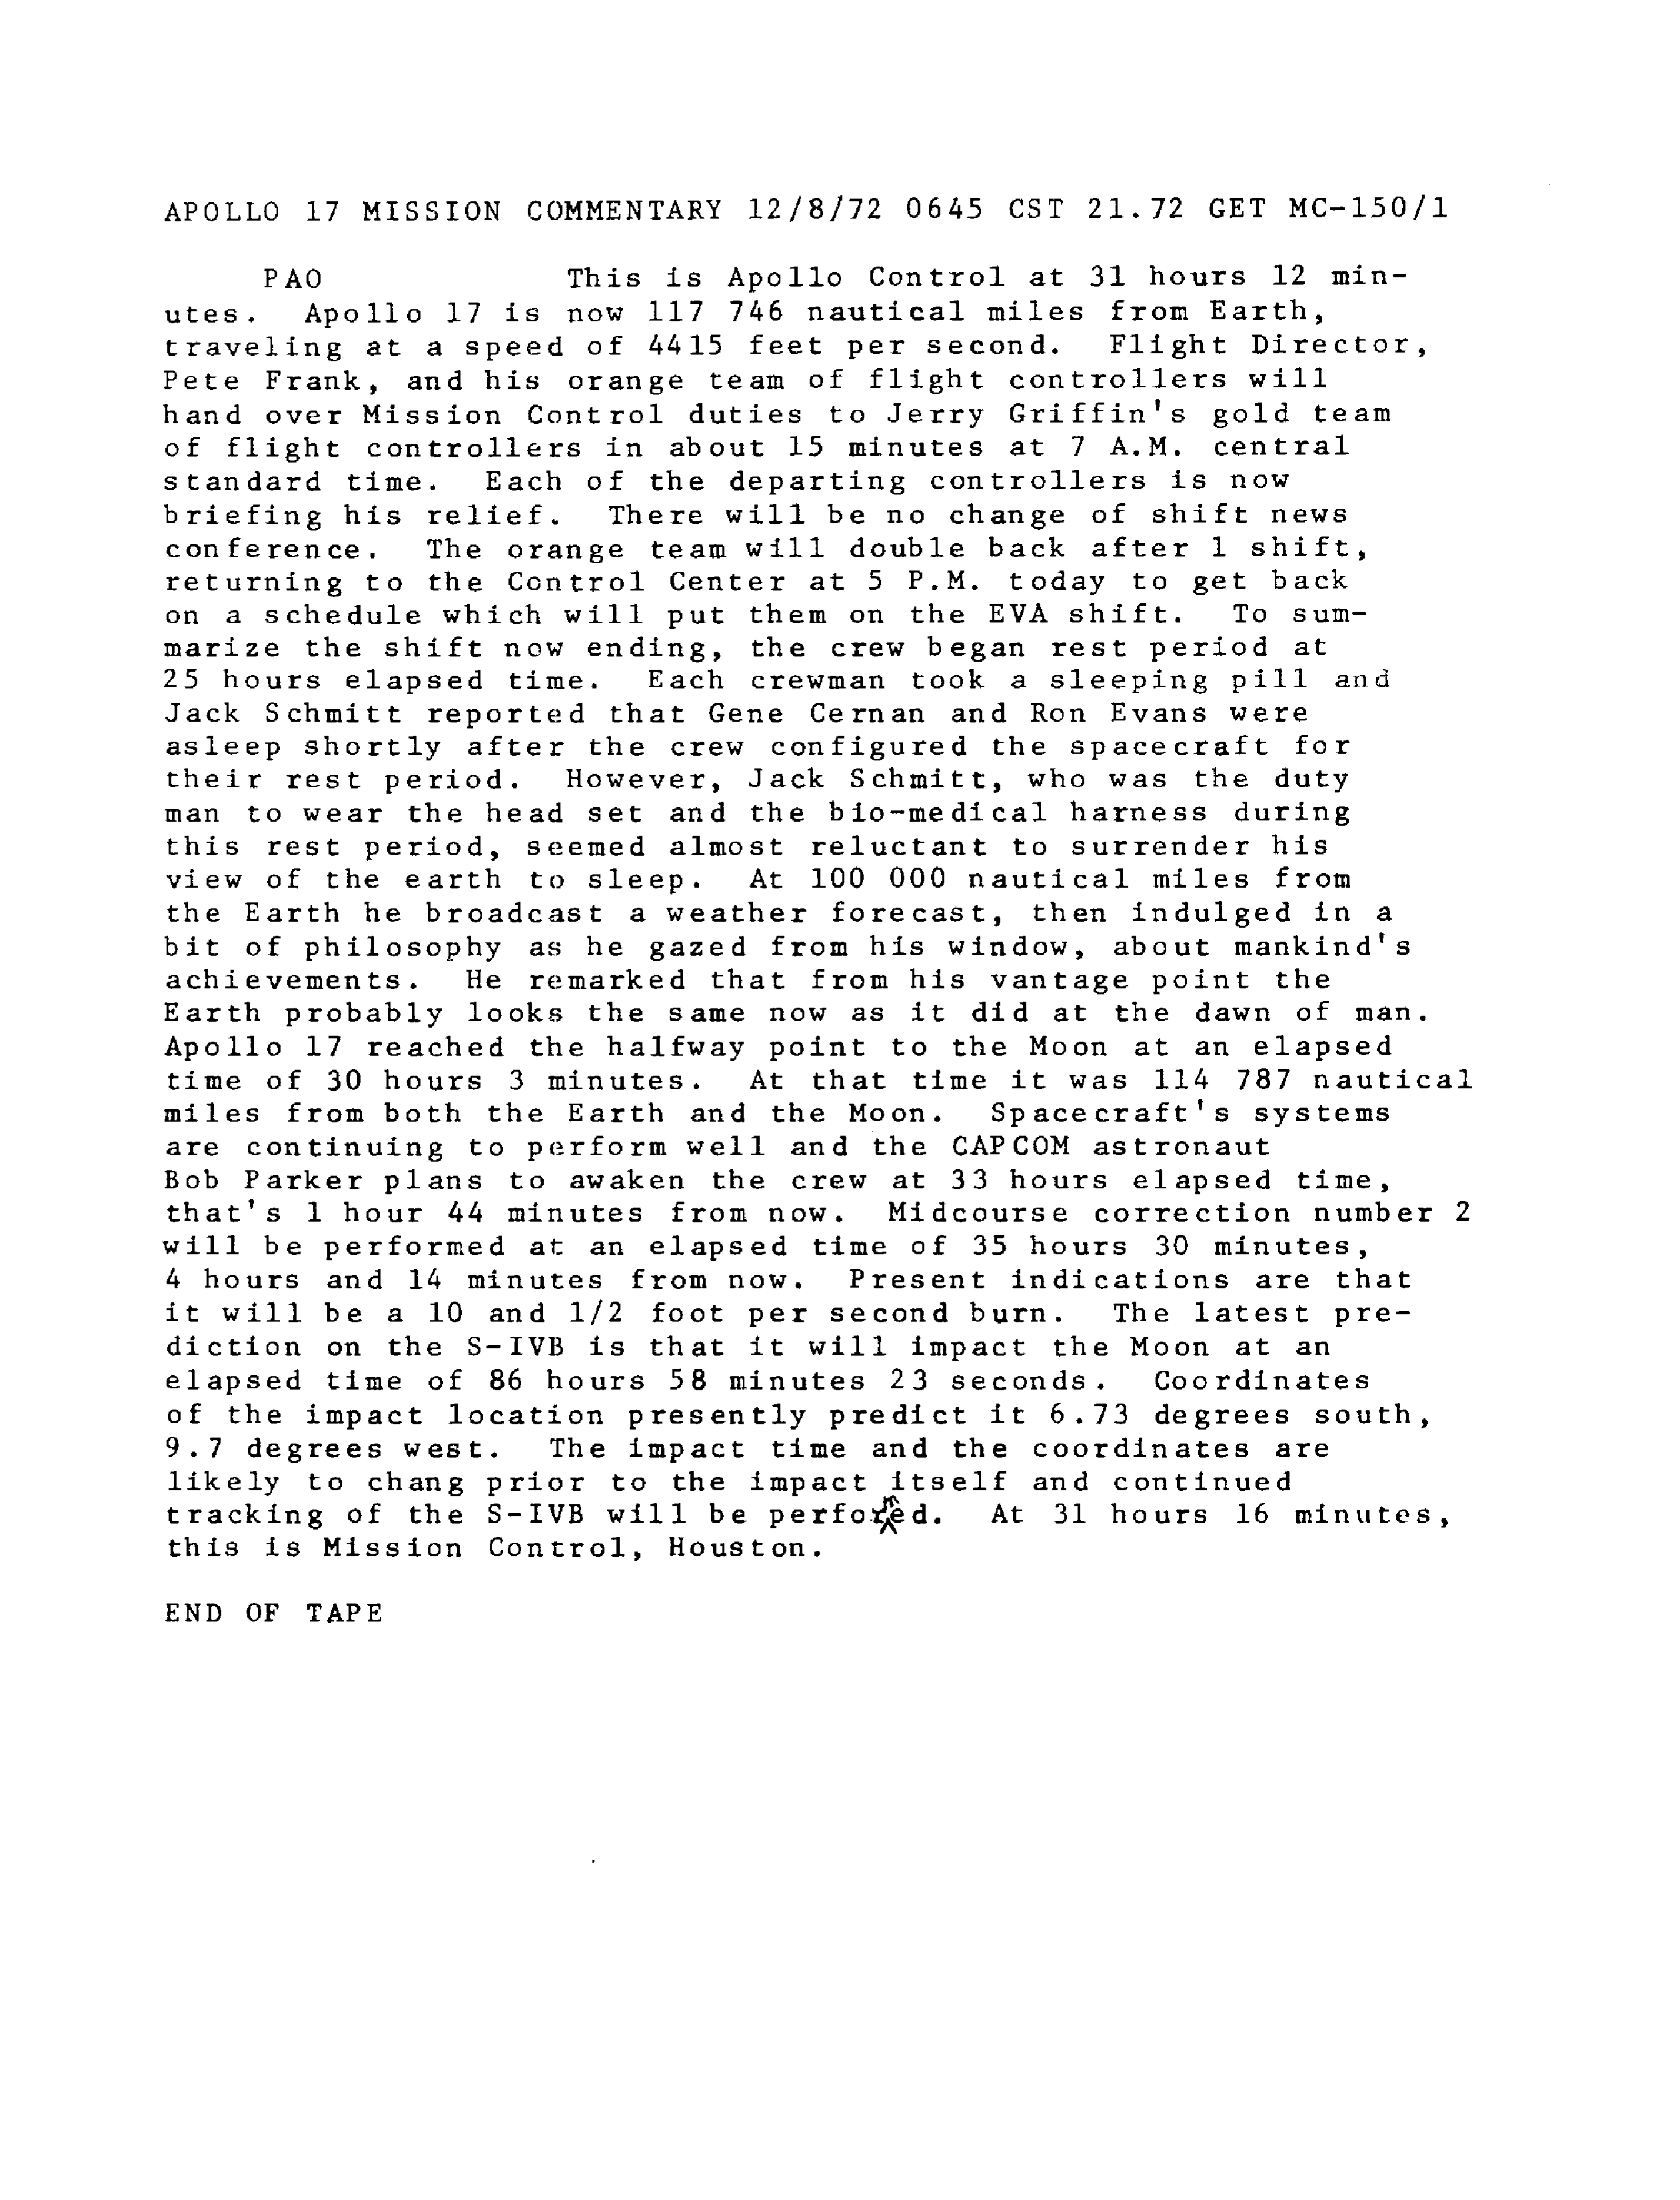 APOLLO 17 MISSION COMMENTARY 12/8/72 0645 CST 21.72 GET MC-150/1
PAO This is Apollo Control at 31 hours 12 min-
utes. Apollo 17 is now 117 746 nautical miles from Earth,
traveling at a speed of 4415 feet per second. Flight Director,
Pete Frank, and his orange team of flight controllers will
hand over Mission Control duties to Jerry Griffin's gold team
of flight controllers in about 15 minutes at 7 A.M. central
standard time. Each of the departing controllers is now
briefing his relief. There will be no change of shift news
conference. The orange team will double back after 1 shift,
returning to the Control Center at 5 P.M. today to get back
on a schedule which will put them on the EVA shift. To sum-
marize the shift now ending, the crew began rest period at
25 hours elapsed time. Each crewman took a sleeping pill and
Jack Schmitt reported that Gene Cernan and Ron Evans were
asleep shortly after the crew configured the spacecraft for
their rest period. However, Jack Schmitt, who was the duty
man to wear the head set and the bio-medical harness during
this rest period, seemed almost reluctant to surrender his
view of the earth to sleep. At 100 000 nautical miles from
the Earth he broadcast a weather forecast, then indulged in a
bit of philosophy as he gazed from his window, about mankind's
achievements. He remarked that from his vantage point the
Earth probably looks the same now as it did at the dawn of man.
Apollo 17 reached the halfway point to the Moon at an elapsed
time of 30 hours 3 minutes. At that time it was 114 787 nautical
miles from both the Earth and the Moon. Spacecraft's systems
are continuing to perform well and the CAPCOM astronaut
Bob Parker plans to awaken the crew at 33 hours elapsed time,
that's 1 hour 44 minutes from now. Midcourse correction number 2
will be performed at an elapsed time of 35 hours 30 minutes,
4 hours and 14 minutes from now. Present indications are that
it will be a 10 and 1/2 foot per second burn. The latest pre-
diction on the S-IVB is that it will impact the Moon at an
elapsed time of 86 hours 58 minutes 23 seconds. Coordinates
of the impact location presently predict it 6.73 degrees south,
9.7 degrees west. The impact time and the coordinates are
likely to chang prior to the impact itself and continued
tracking of the S-IVB will be performed. At 31 hours 16 minutes,
this is Mission Control, Houston.
END OF TAPE